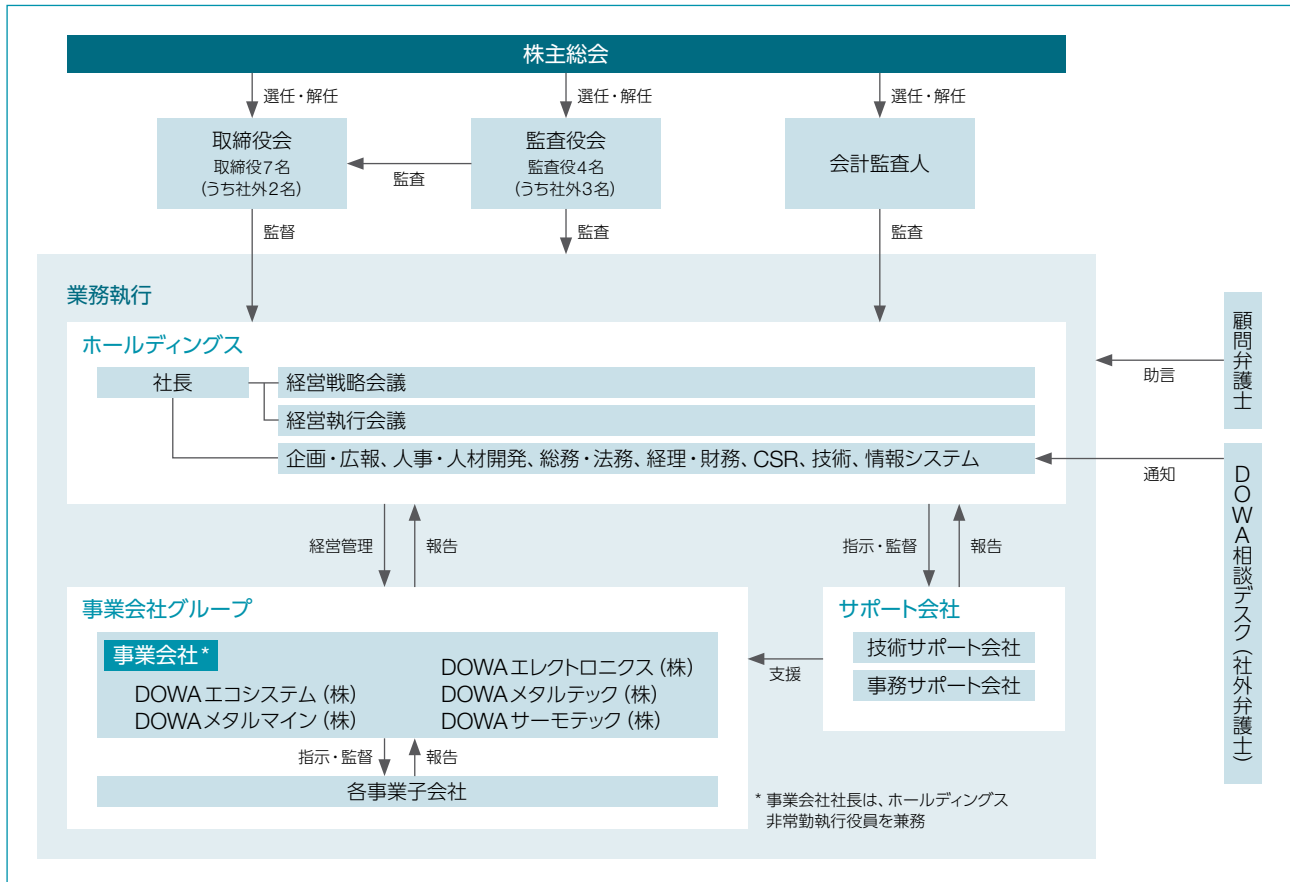 株主総会
選任・解任
選任・解任
選任・解任
取締役会
取締役7名
(うち社外2名)
監査
監査役会
監査役4名
(うち社外3名)
会計監査人
監督
監査
監査
業務執行
ホールディングス
社長
経営戦略会議
経営執行会議
企画・広報、人事・人材開発、総務・法務、経理・財務、CSR、技術、情報システム
顧問弁護士
助言
DOWA相談デスク(社外弁護士)
通知
経営管理
報告
指示・監督
報告
事業会社グループ
事業会社*
DOWAエコシステム(株)
DOWAメタルマイン(株)
DOWAエレクトロニクス(株)
DOWAメタルテック(株)
DOWAサーモテック(株)
指示・監督
報告
各事業子会社
支援
サポート会社
技術サポート会社
事務サポート会社
* 事業会社社長は、ホールディングス
非常勤執行役員を兼務